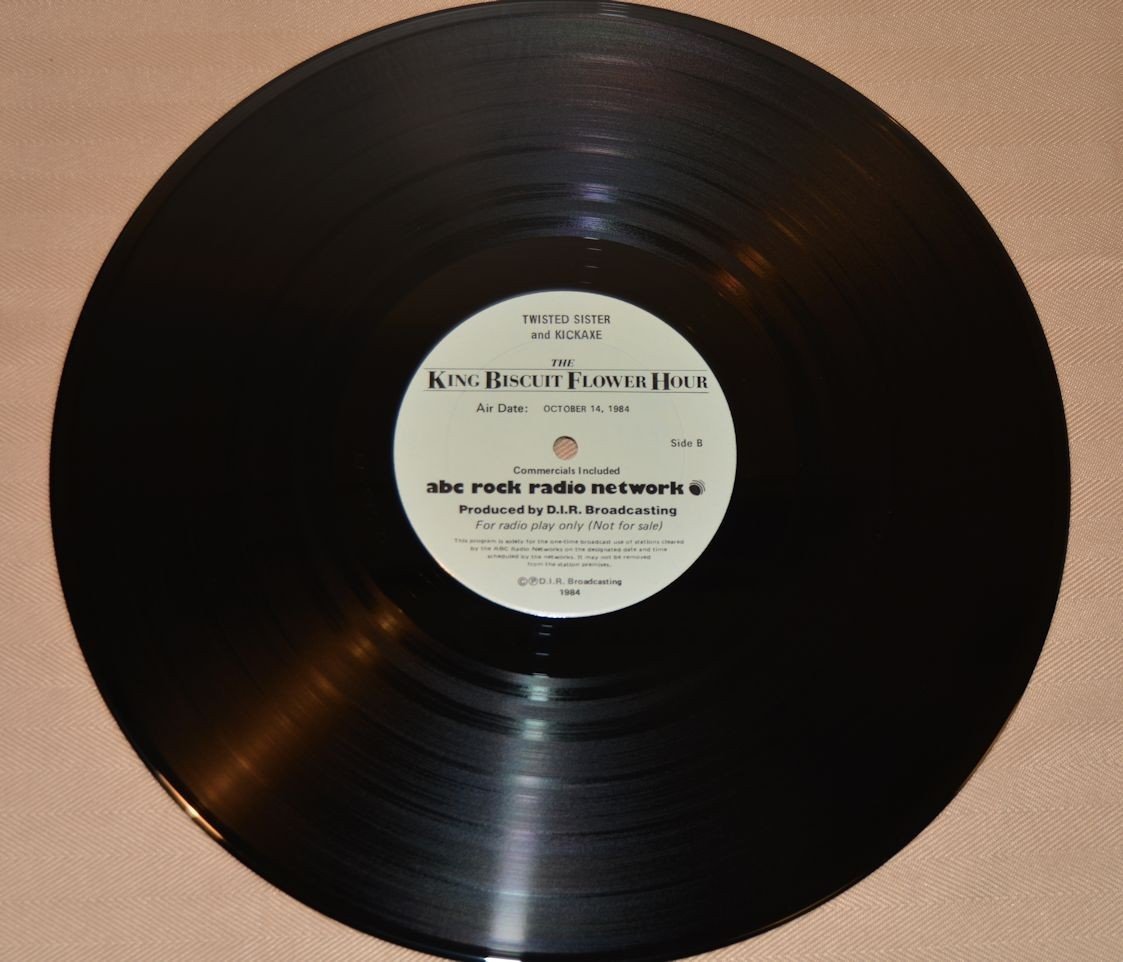 TWISTED SISTER
and KICKAXE
THE
KING BISCUIT FLOWER HOUR
Air Date: OCTOBER 14, 1984
Side B
Commercials Included
abc rock radio network
Produced by D.I.R. Broadcasting
For radio play only (Not for sale)
This program is solely for the one-time broadcast use of stations cleared
by the ABC Radio Networks on the designated date and time
scheduled by the networks. It may not be removed
from the station premises.
©℗D.I.R. Broadcasting
1984